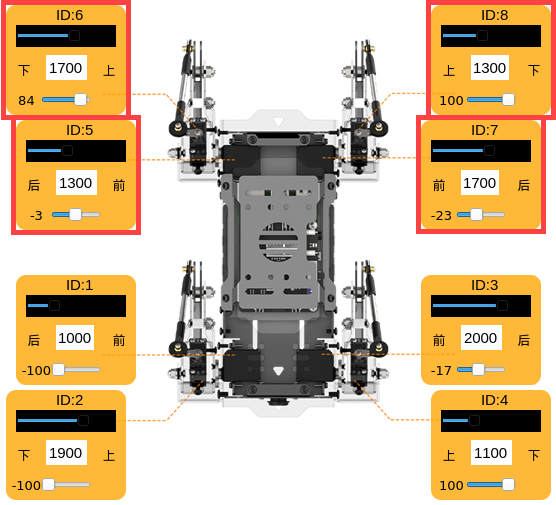 ID:6
下 1700 上
84
ID:8
上 1300 下
100
ID:5
后 1300 前
-3
ID:7
前 1700 后
-23
ID:1
后 1000 前
-100
ID:3
前 2000 后
-17
ID:2
下 1900 上
-100
ID:4
上 1100 下
100